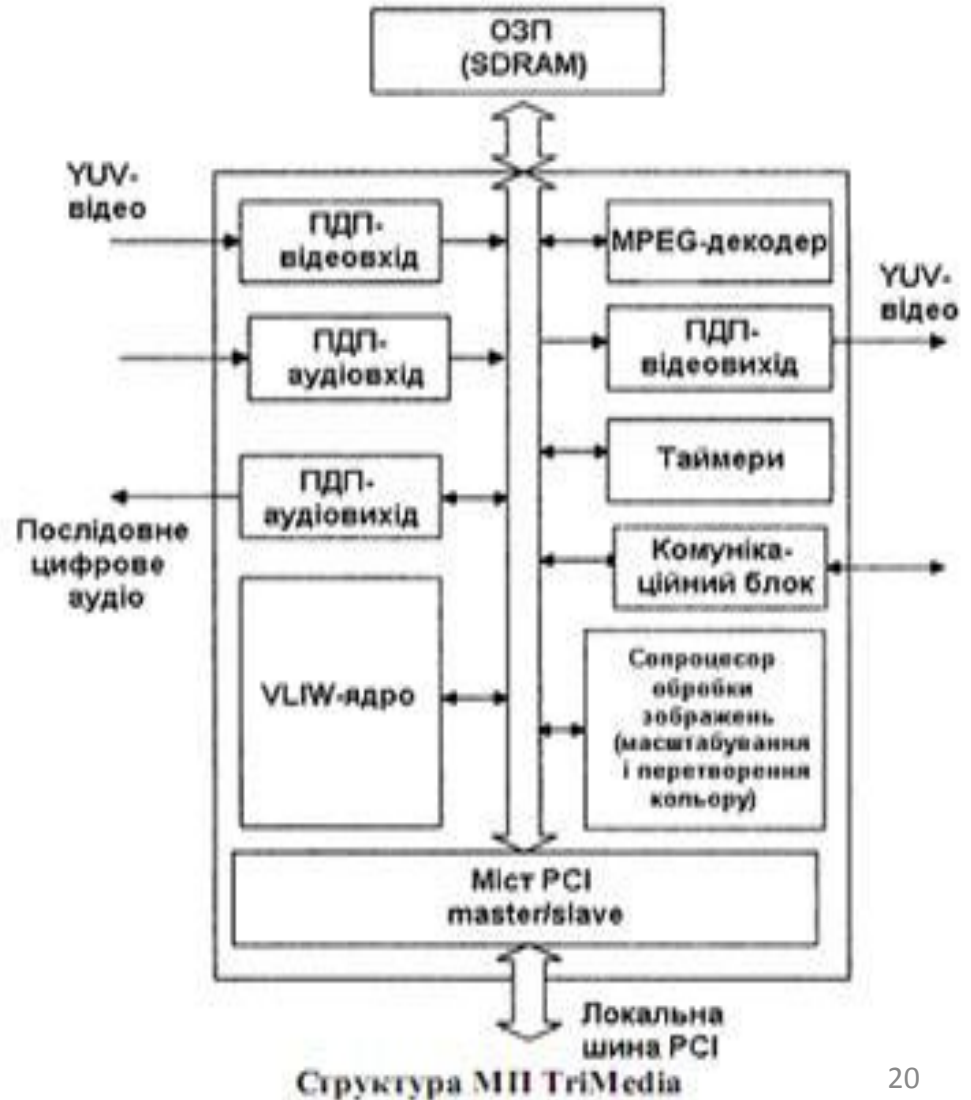 ОЗП
(SDRAM)
YUV-
відео
ПДП-
відеовхід
MPEG-декодер
YUV-
відео
ПДП-
аудіовхід
ПДП-
відеовихід
Таймери
ПДП-
аудіовихід
Послідовне
цифрове
аудіо
Комуніка-
ційний блок
VLIW-ядро
Сопроцесор
обробки
зображень
(масштабування
і перетворення
кольору)
Міст PCI
master/slave
Локальна
шина PCI
Структура МП TriMedia
20